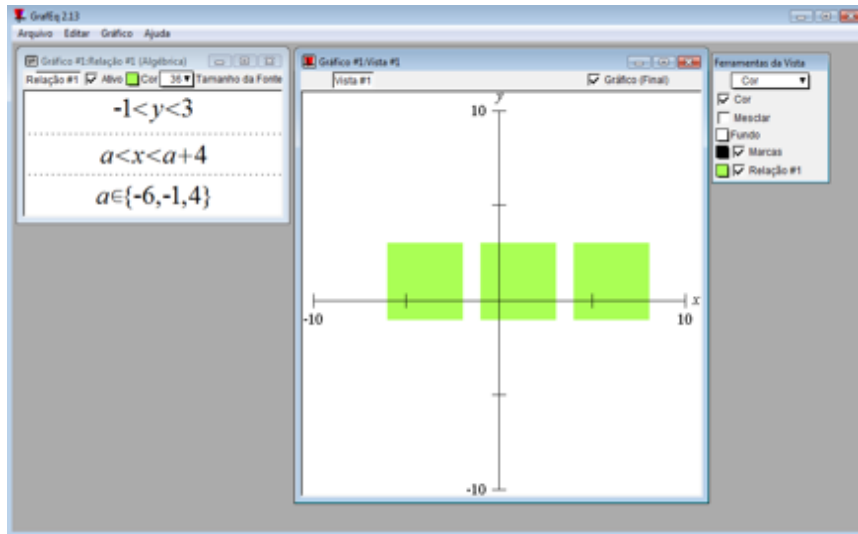 GrafEq 2.13
Arquivo Editar Gráfico Ajuda
Gráfico #1:Relação #1 (Algébrica)
Relação #1 Ativo Cor 36 Tamanho da Fonte
-1<y<3
a<x<a+4
a∈{-6,-1,4}
Gráfico #1:Vista #1
Vista #1 Gráfico (Final)
y
10
x
-10 10
-10
Ferramentas da Vista
Cor
Cor
Mesclar
Fundo
Marcas
Relação #1